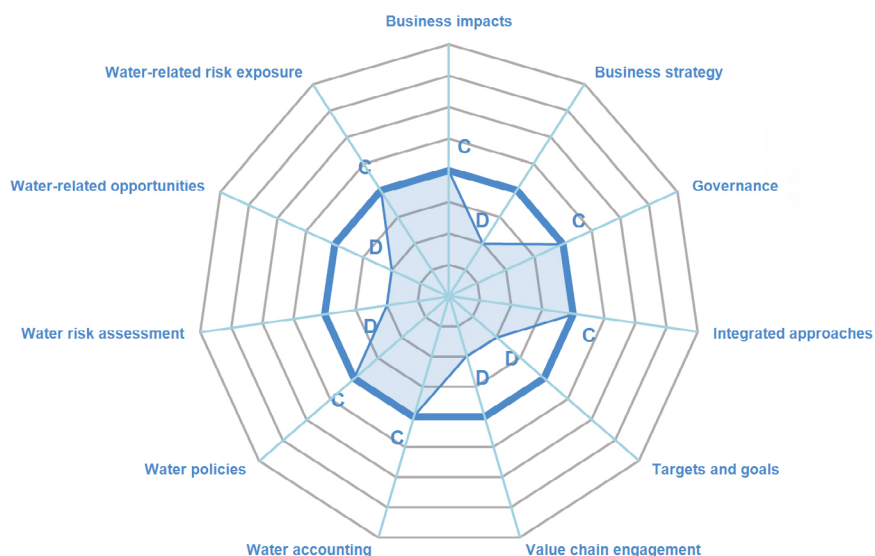 Business impacts
Water-related risk exposure
Business strategy
C
C
Water-related opportunities
Governance
D
C
D
Water risk assessment
D
C
Integrated approaches
D
D
C
C
Water policies
Targets and goals
Water accounting
Value chain engagement